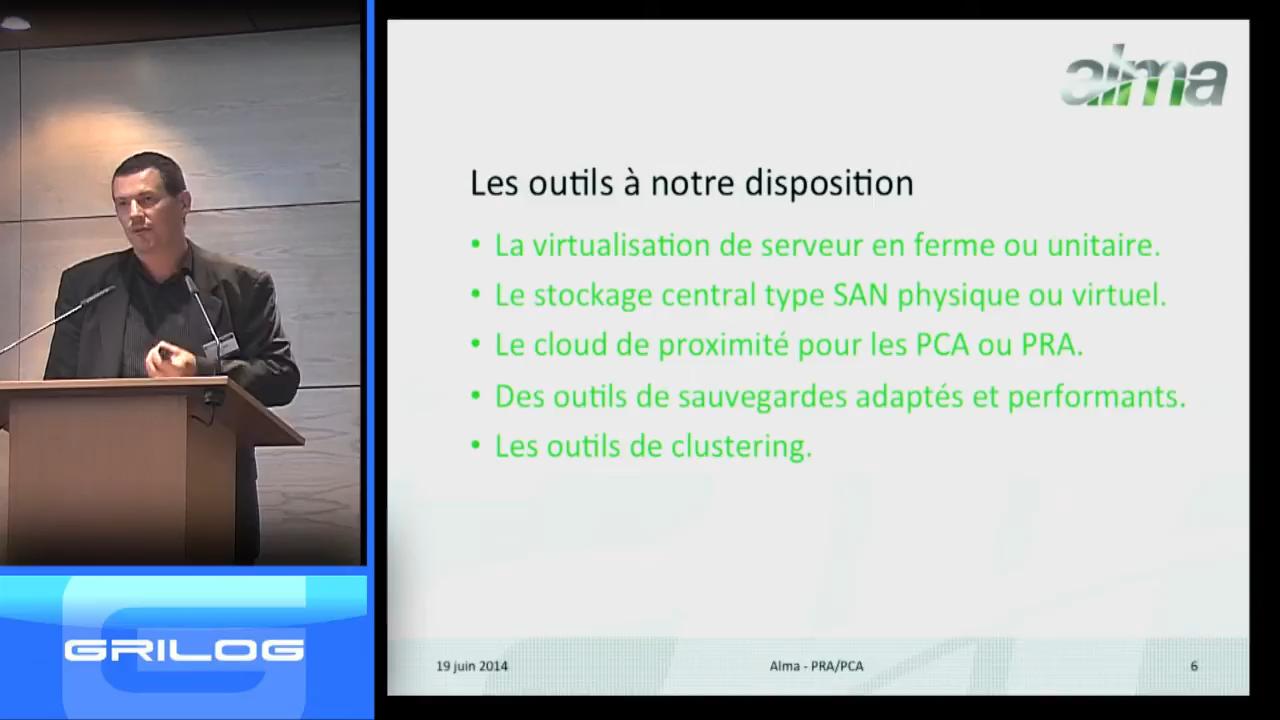 alma
Les outils à notre disposition
• La virtualisation de serveur en ferme ou unitaire.
• Le stockage central type SAN physique ou virtuel.
• Le cloud de proximité pour les PCA ou PRA.
• Des outils de sauvegardes adaptés et performants.
• Les outils de clustering.
19 juin 2014
Alma - PRA/PCA
6
GRILOG